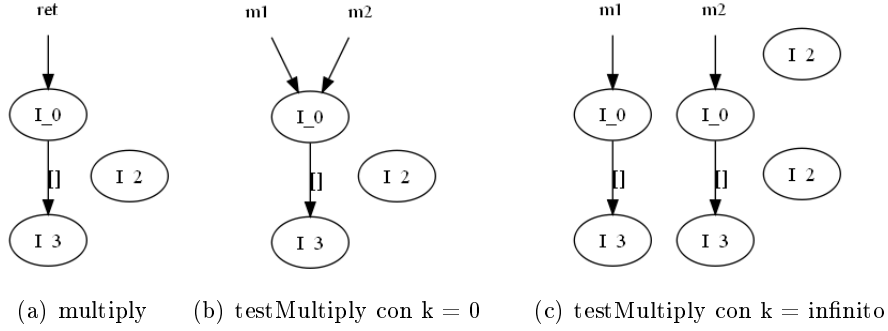 ret
I_0
[]
I 2
I 3
(a) multiply
m1 m2
I_0
[]
I 2
I 3
(b) testMultiply con k = 0
m1 m2
I 2
I_0 I_0
[] [] I 2
I 3 I 3
(c) testMultiply con k = infinito